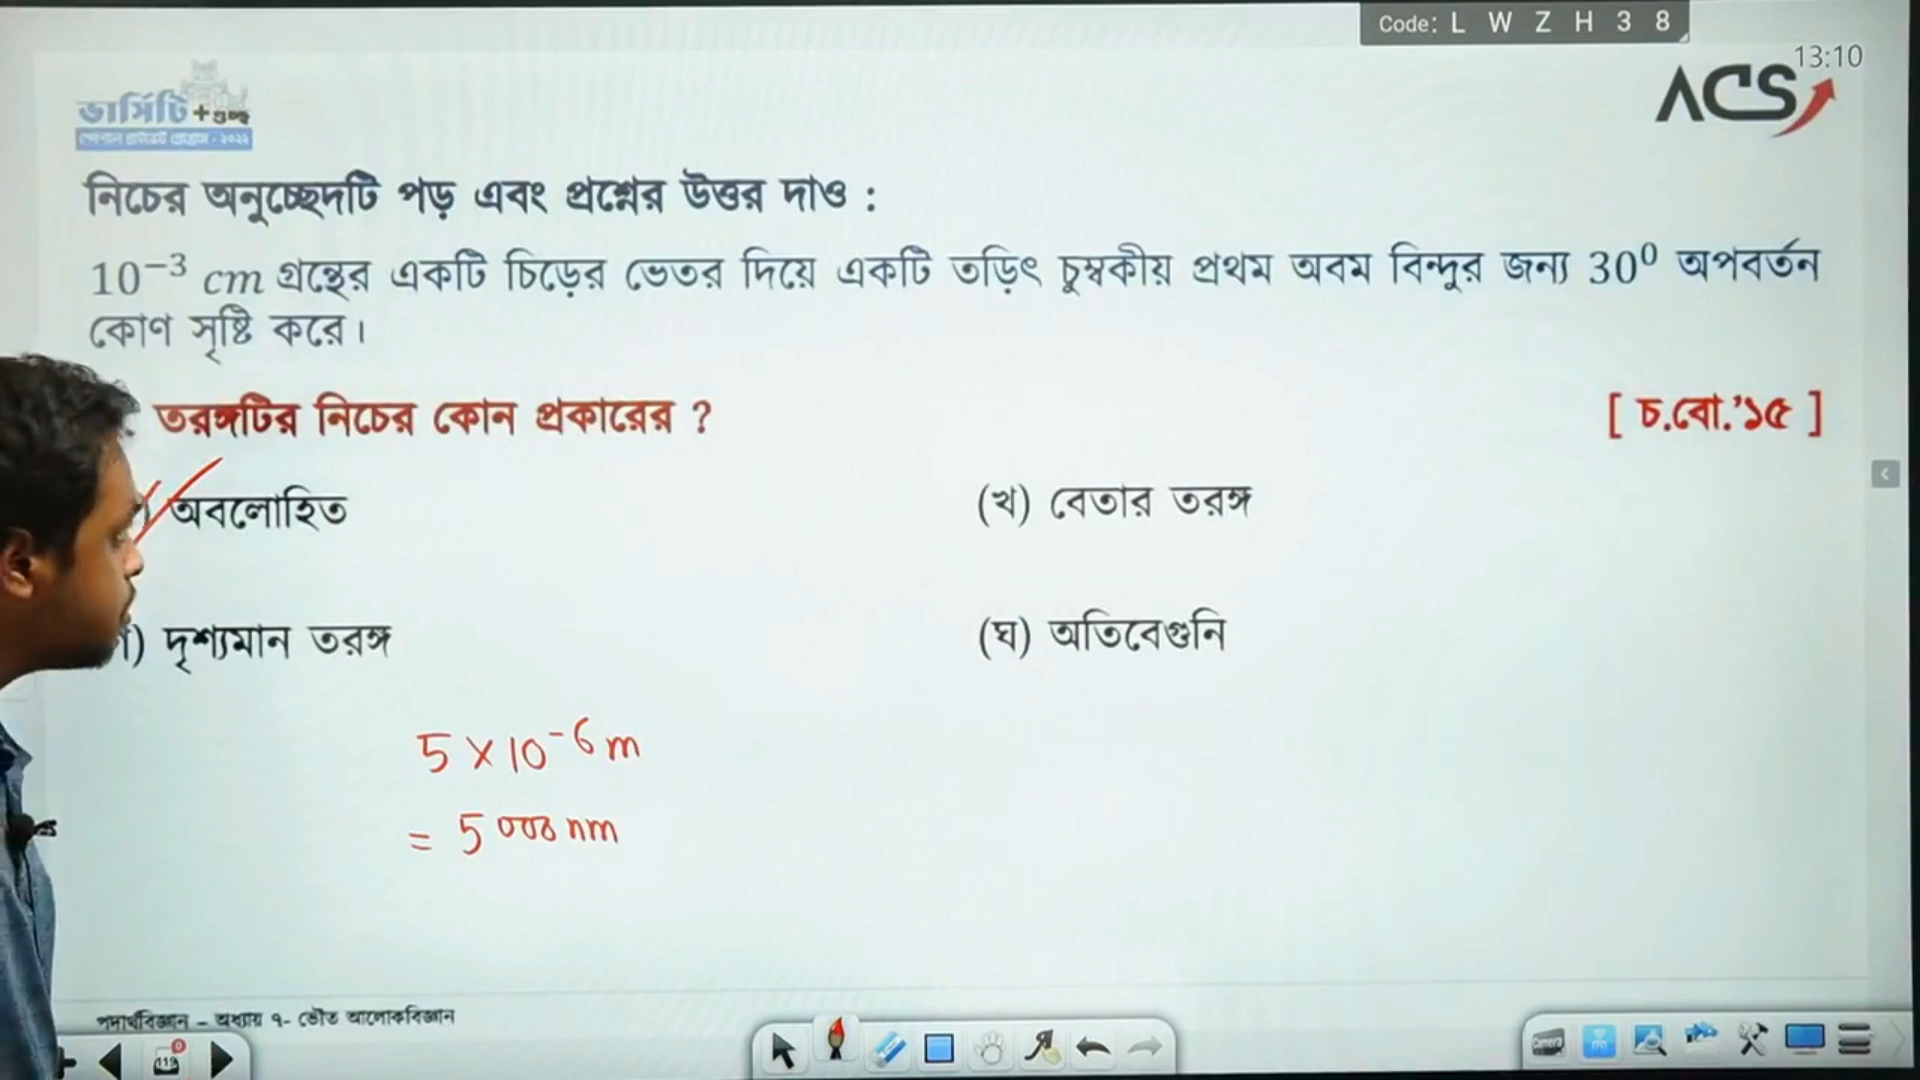 Code: L W Z H 3 8
13:10
ACS
ভার্সিটি + গুচ্ছ
নিচের অনুচ্ছেদটি পড় এবং প্রশ্নের উত্তর দাও :
10⁻³ cm গ্রন্থের একটি চিড়ের ভেতর দিয়ে একটি তড়িৎ চুম্বকীয় প্রথম অবম বিন্দুর জন্য 30⁰ অপবর্তন
কোণ সৃষ্টি করে।
তরঙ্গটির নিচের কোন প্রকারের ?
[ চ.বো.'১৫ ]
অবলোহিত
(খ) বেতার তরঙ্গ
দৃশ্যমান তরঙ্গ
(ঘ) অতিবেগুনি
5 × 10⁻⁶ m
= 5000 nm
পদার্থবিজ্ঞান – অধ্যায় ৭- ভৌত আলোকবিজ্ঞান
119
Camera